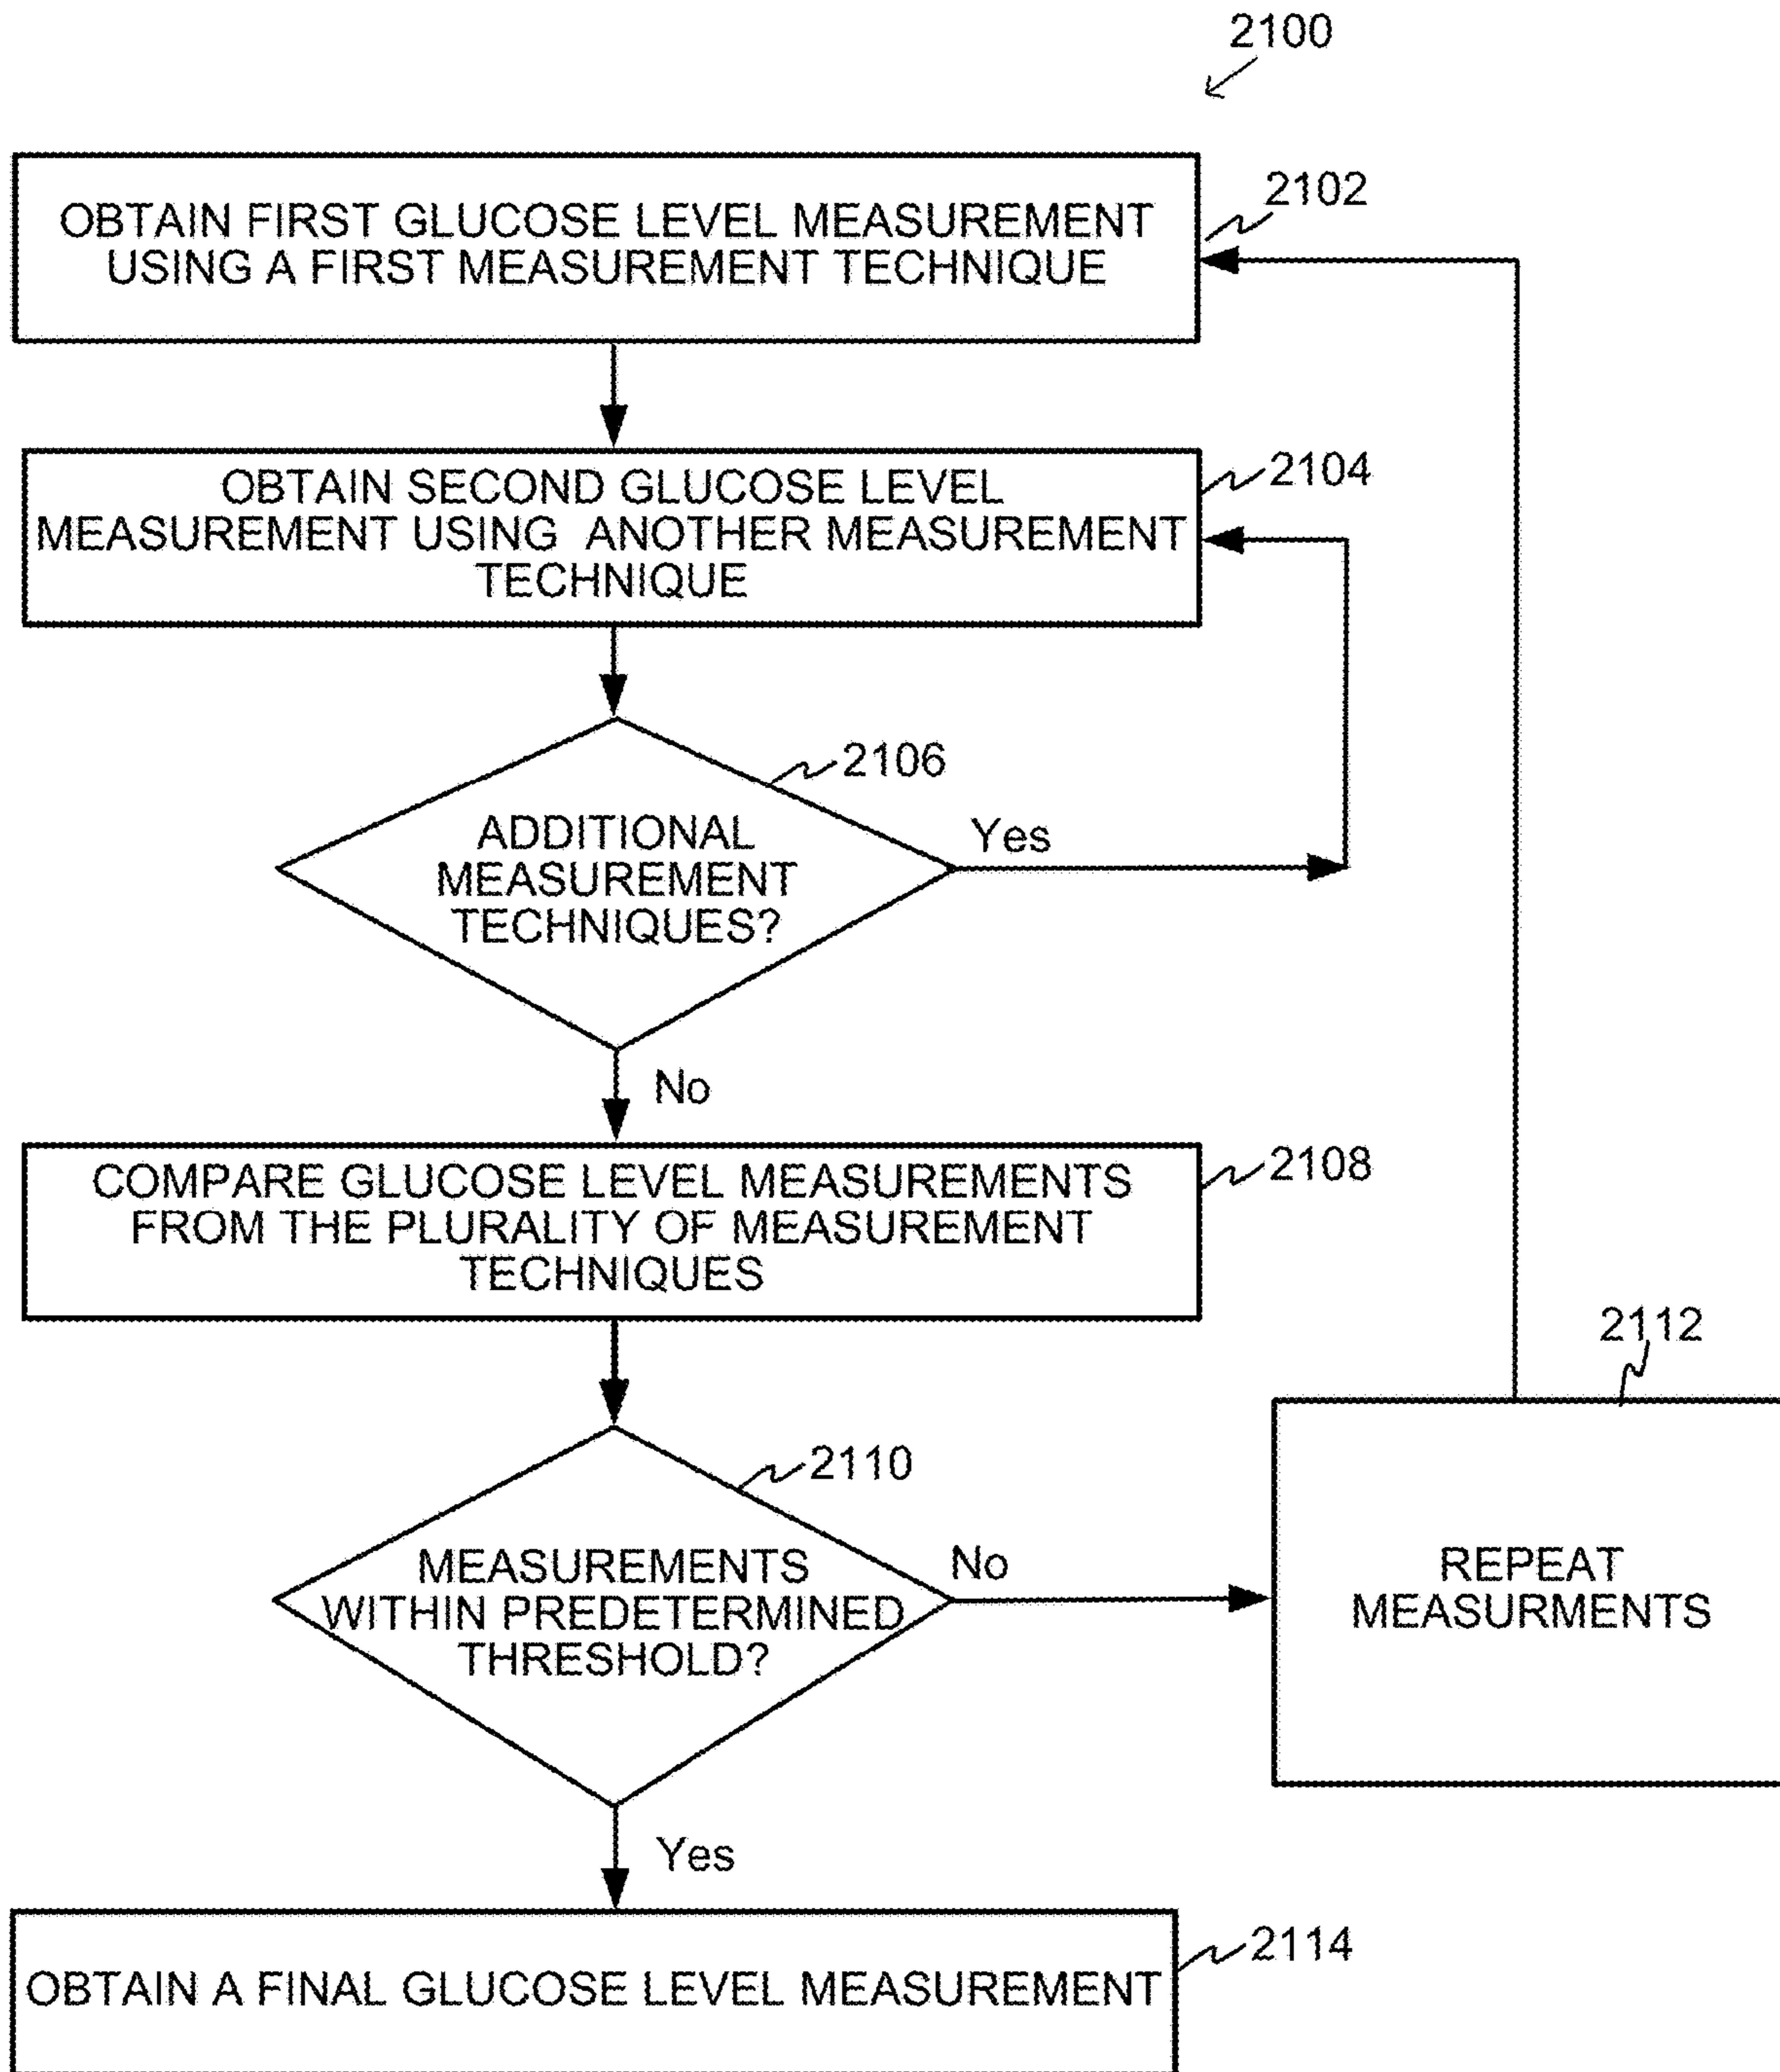 2100
2102
OBTAIN FIRST GLUCOSE LEVEL MEASUREMENT
USING A FIRST MEASUREMENT TECHNIQUE
2104
OBTAIN SECOND GLUCOSE LEVEL
MEASUREMENT USING ANOTHER MEASUREMENT
TECHNIQUE
2106
ADDITIONAL
MEASUREMENT
TECHNIQUES?
Yes
No
2108
COMPARE GLUCOSE LEVEL MEASUREMENTS
FROM THE PLURALITY OF MEASUREMENT
TECHNIQUES
2110
MEASUREMENTS
WITHIN PREDETERMINED
THRESHOLD?
No
2112
REPEAT
MEASURMENTS
Yes
2114
OBTAIN A FINAL GLUCOSE LEVEL MEASUREMENT